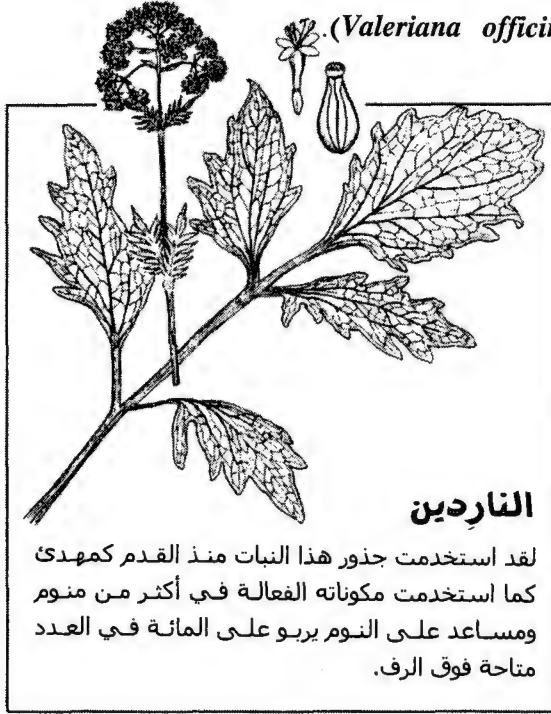 .(Valeriana officin
الناردين
لقد استخدمت جذور هذا النبات منذ القدم كمهدئ
كما استخدمت مكوناته الفعالة في أكثر من منوم
ومساعد على النوم يربو على المائة في العدد
متاحة فوق الرف.